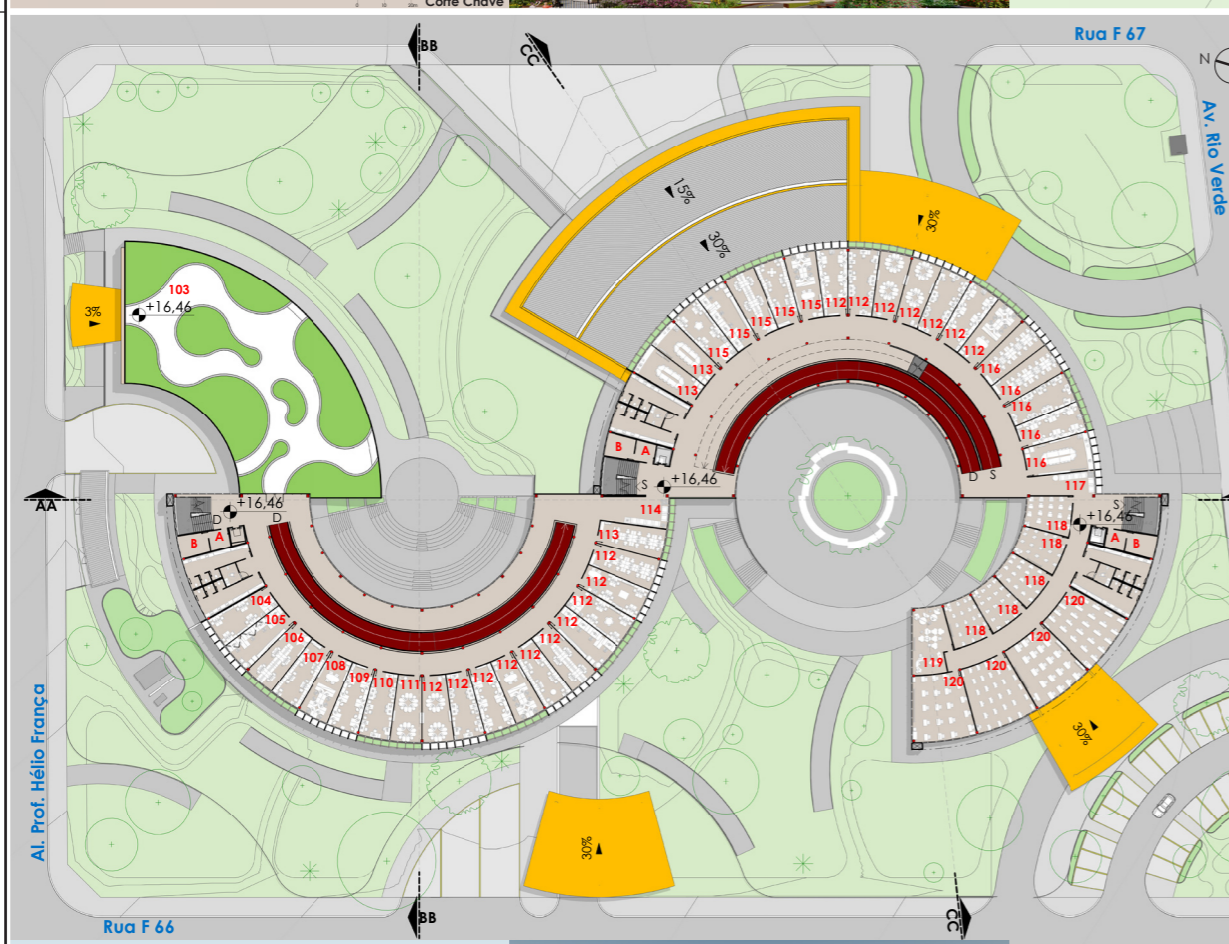 0 10 20m Corte Chave
BB
CC
Rua F 67
N
Av. Rio Verde
15%
30%
30%
103
+16,46
3%
115
115
115
115
115
112
112
112
112
112
112
113
113
116
116
116
116
116
117
B
A
S
+16,46
D
S
AA
+16,46
D
D
B
A
114
113
112
112
112
112
112
112
112
112
112
104
105
106
107
108
109
110
111
118
118
118
118
118
S
+16,46
A
B
120
120
120
120
119
30%
30%
Al. Prof. Hélio França
Rua F 66
BB
CC